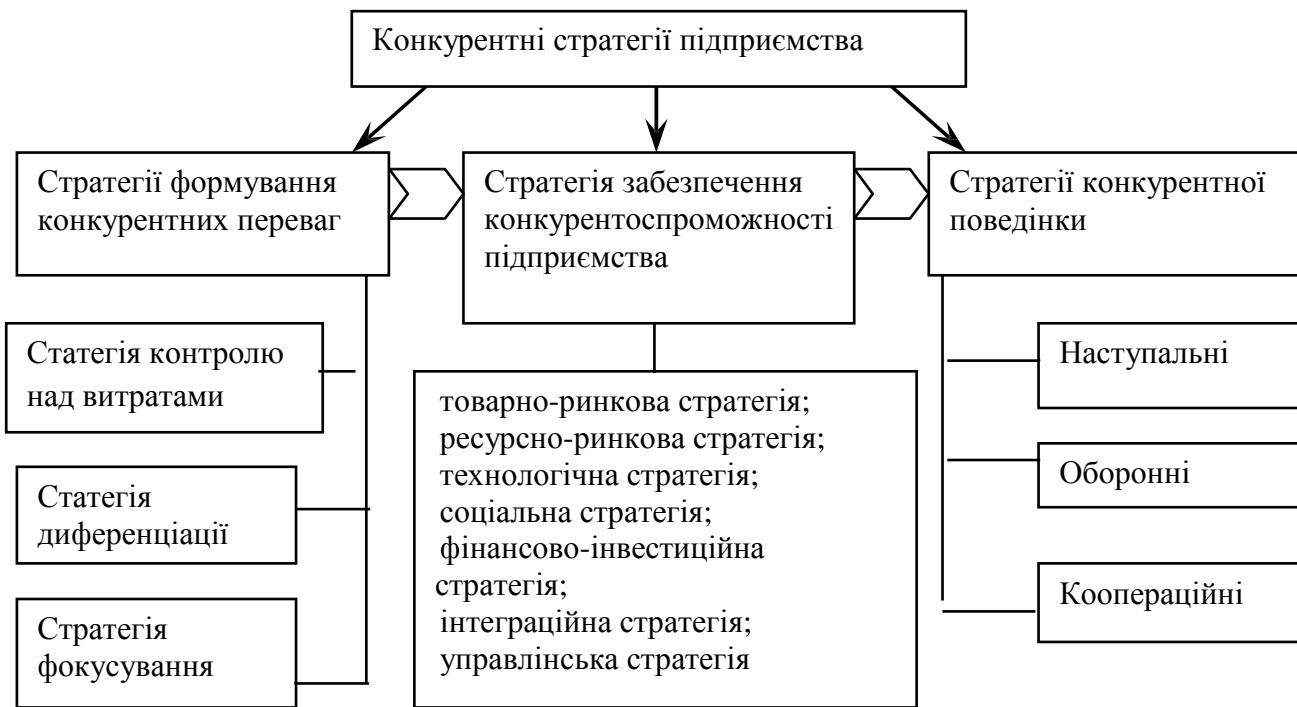 Конкурентні стратегії підприємства
Стратегії формування
конкурентних переваг
Стратегія забезпечення
конкурентоспроможності
підприємства
Стратегії конкурентної
поведінки
Статегія контролю
над витратами
Статегія
диференціації
Стратегія
фокусування
товарно-ринкова стратегія;
ресурсно-ринкова стратегія;
технологічна стратегія;
соціальна стратегія;
фінансово-інвестиційна
стратегія;
інтеграційна стратегія;
управлінська стратегія
Наступальні
Оборонні
Коопераційні